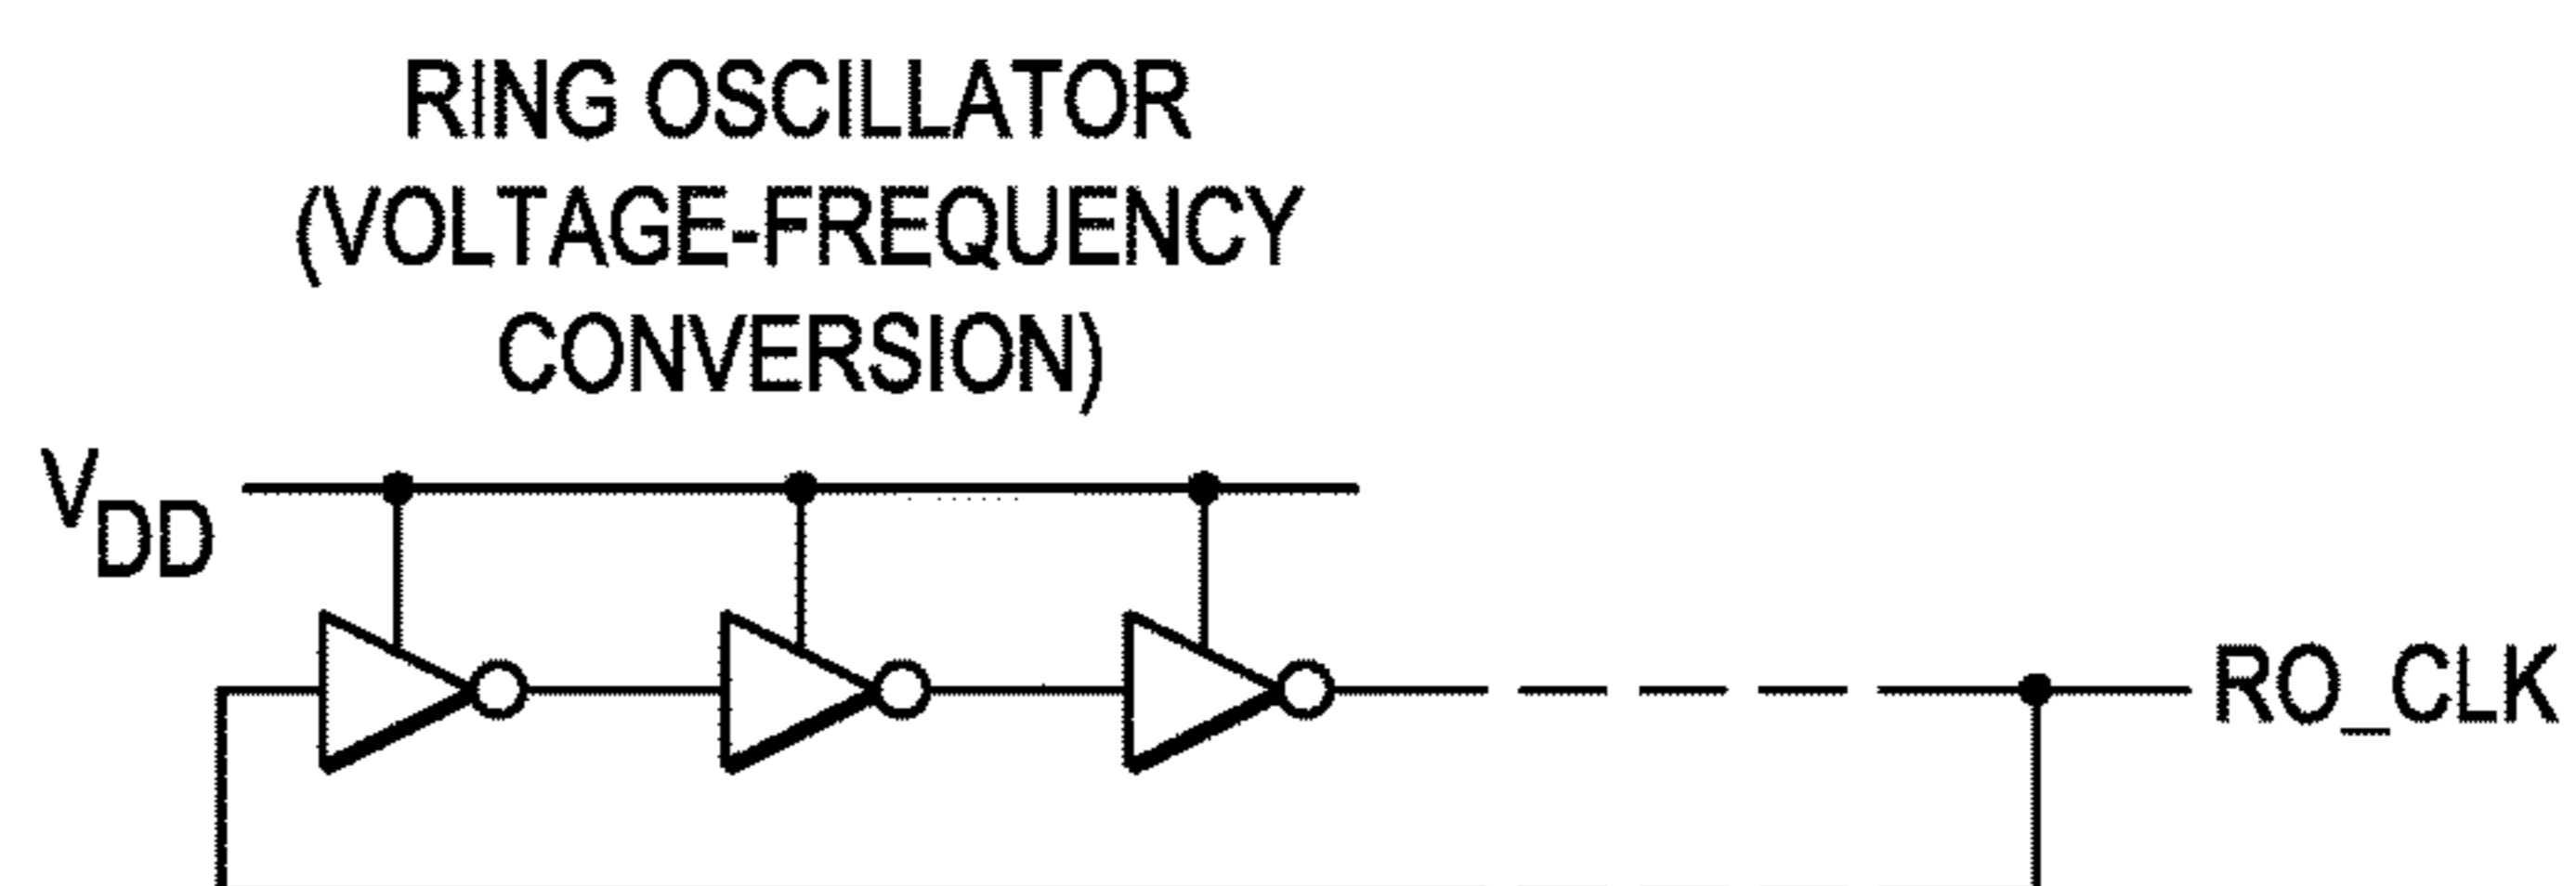 RING OSCILLATOR
(VOLTAGE-FREQUENCY
CONVERSION)
VDD
RO_CLK